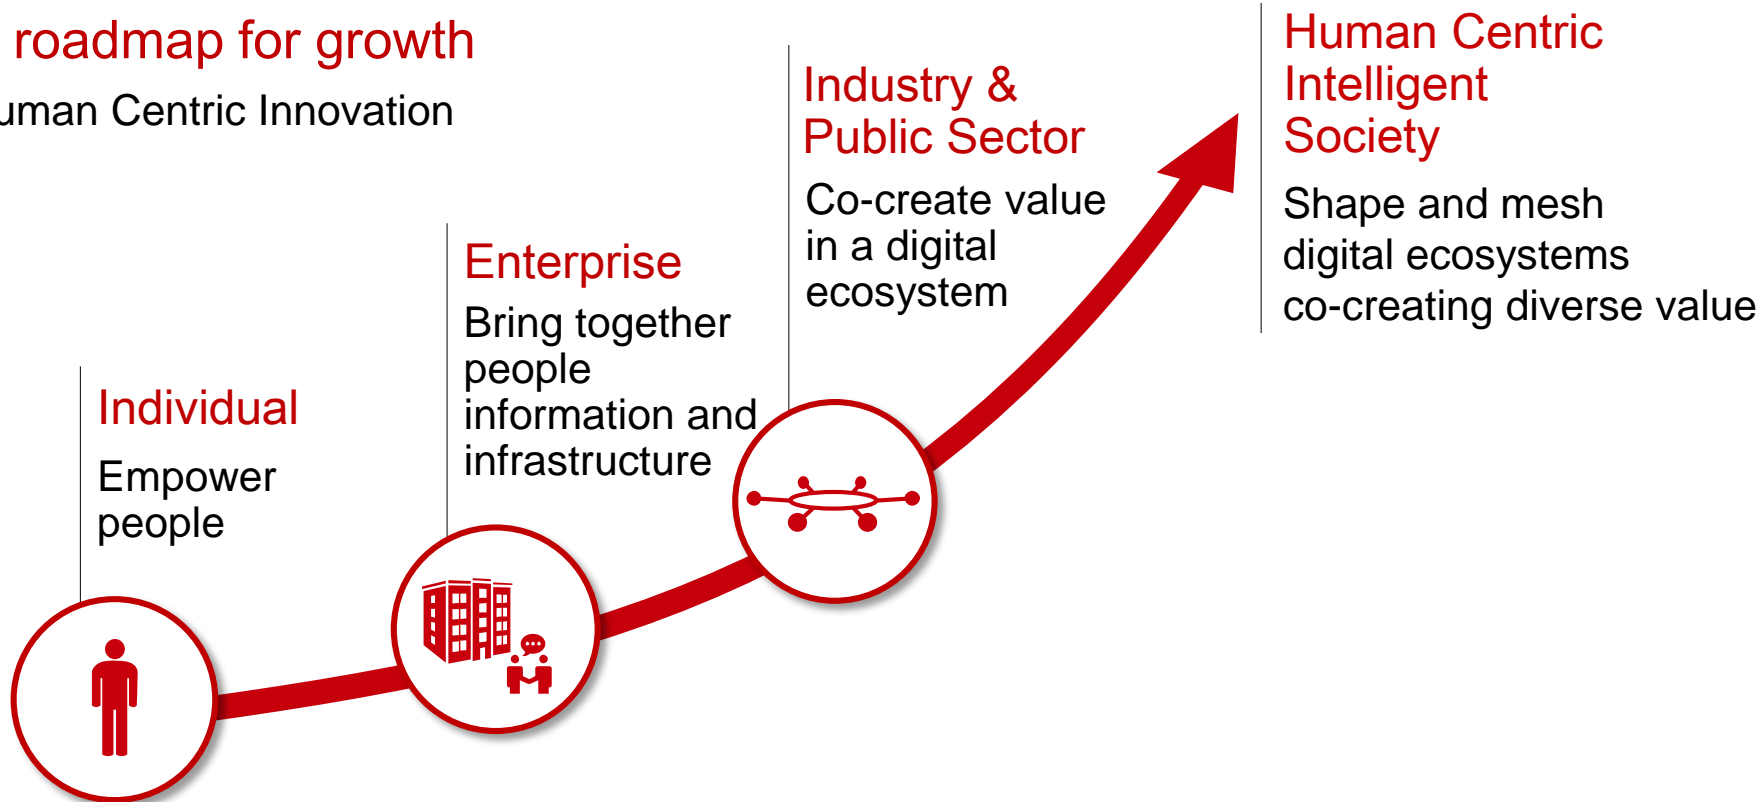 roadmap for growth
uman Centric Innovation
Individual
Empower
people
Enterprise
Bring together
people
information and
infrastructure
Industry &
Public Sector
Co-create value
in a digital
ecosystem
Human Centric
Intelligent
Society
Shape and mesh
digital ecosystems
co-creating diverse value